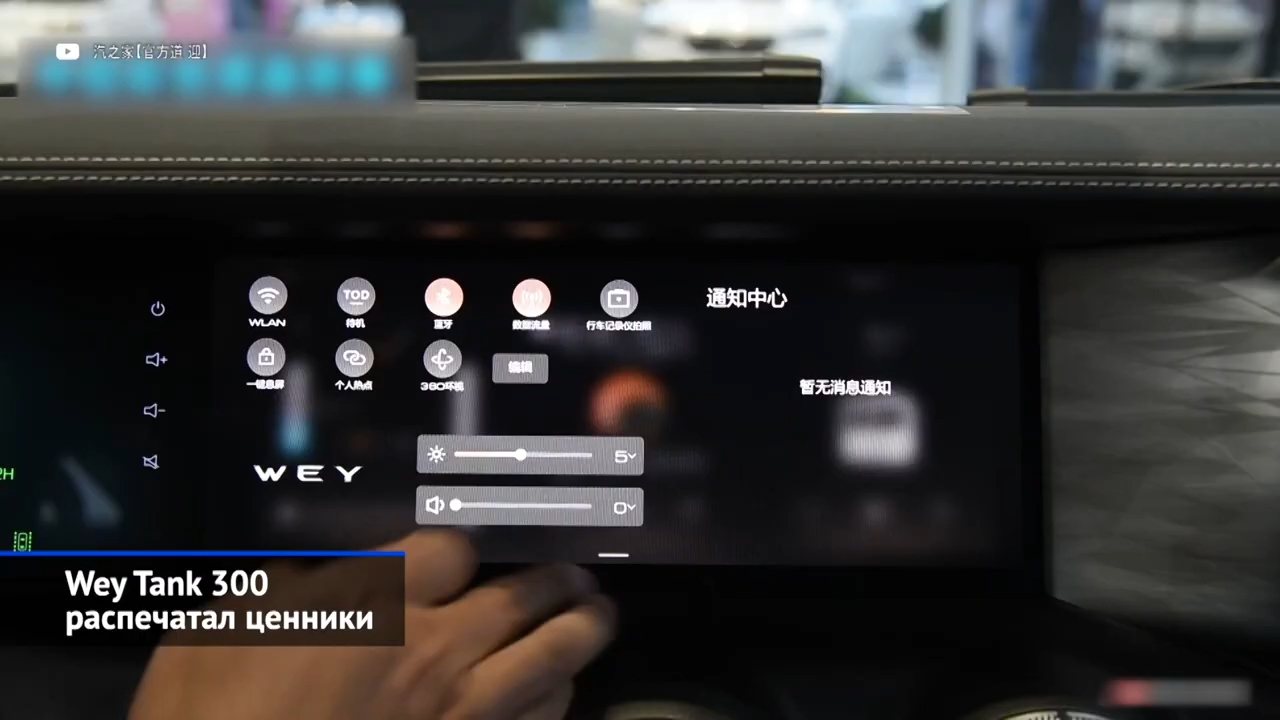 汽之家【官方道 迎】
WLAN
TOD
待机
蓝牙
数据流量
行车记录仪拍照
通知中心
一键息屏
个人热点
360环视
编辑
暂无消息通知
5
WEY
0
2H
Wey Tank 300
распечатал ценники